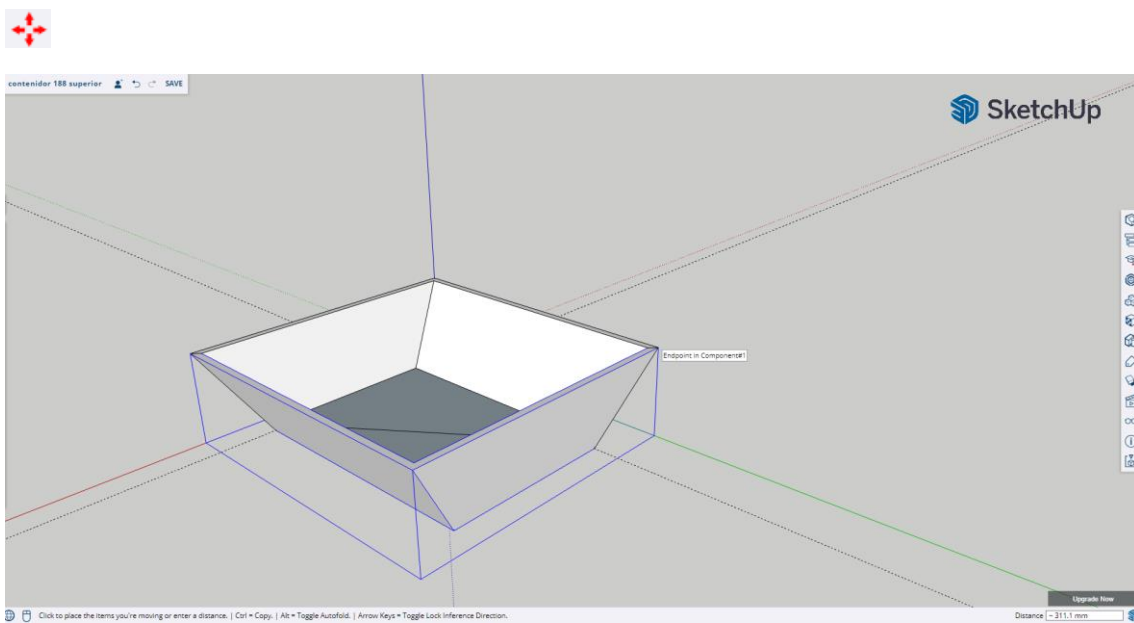 contenidor 188 superior SAVE
SketchUp
Endpoint in Component#1
Upgrade Now
Click to place the items you're moving or enter a distance. | Ctrl = Copy. | Alt = Toggle Autofold. | Arrow Keys = Toggle Lock Inference Direction. Distance ~ 311.1 mm